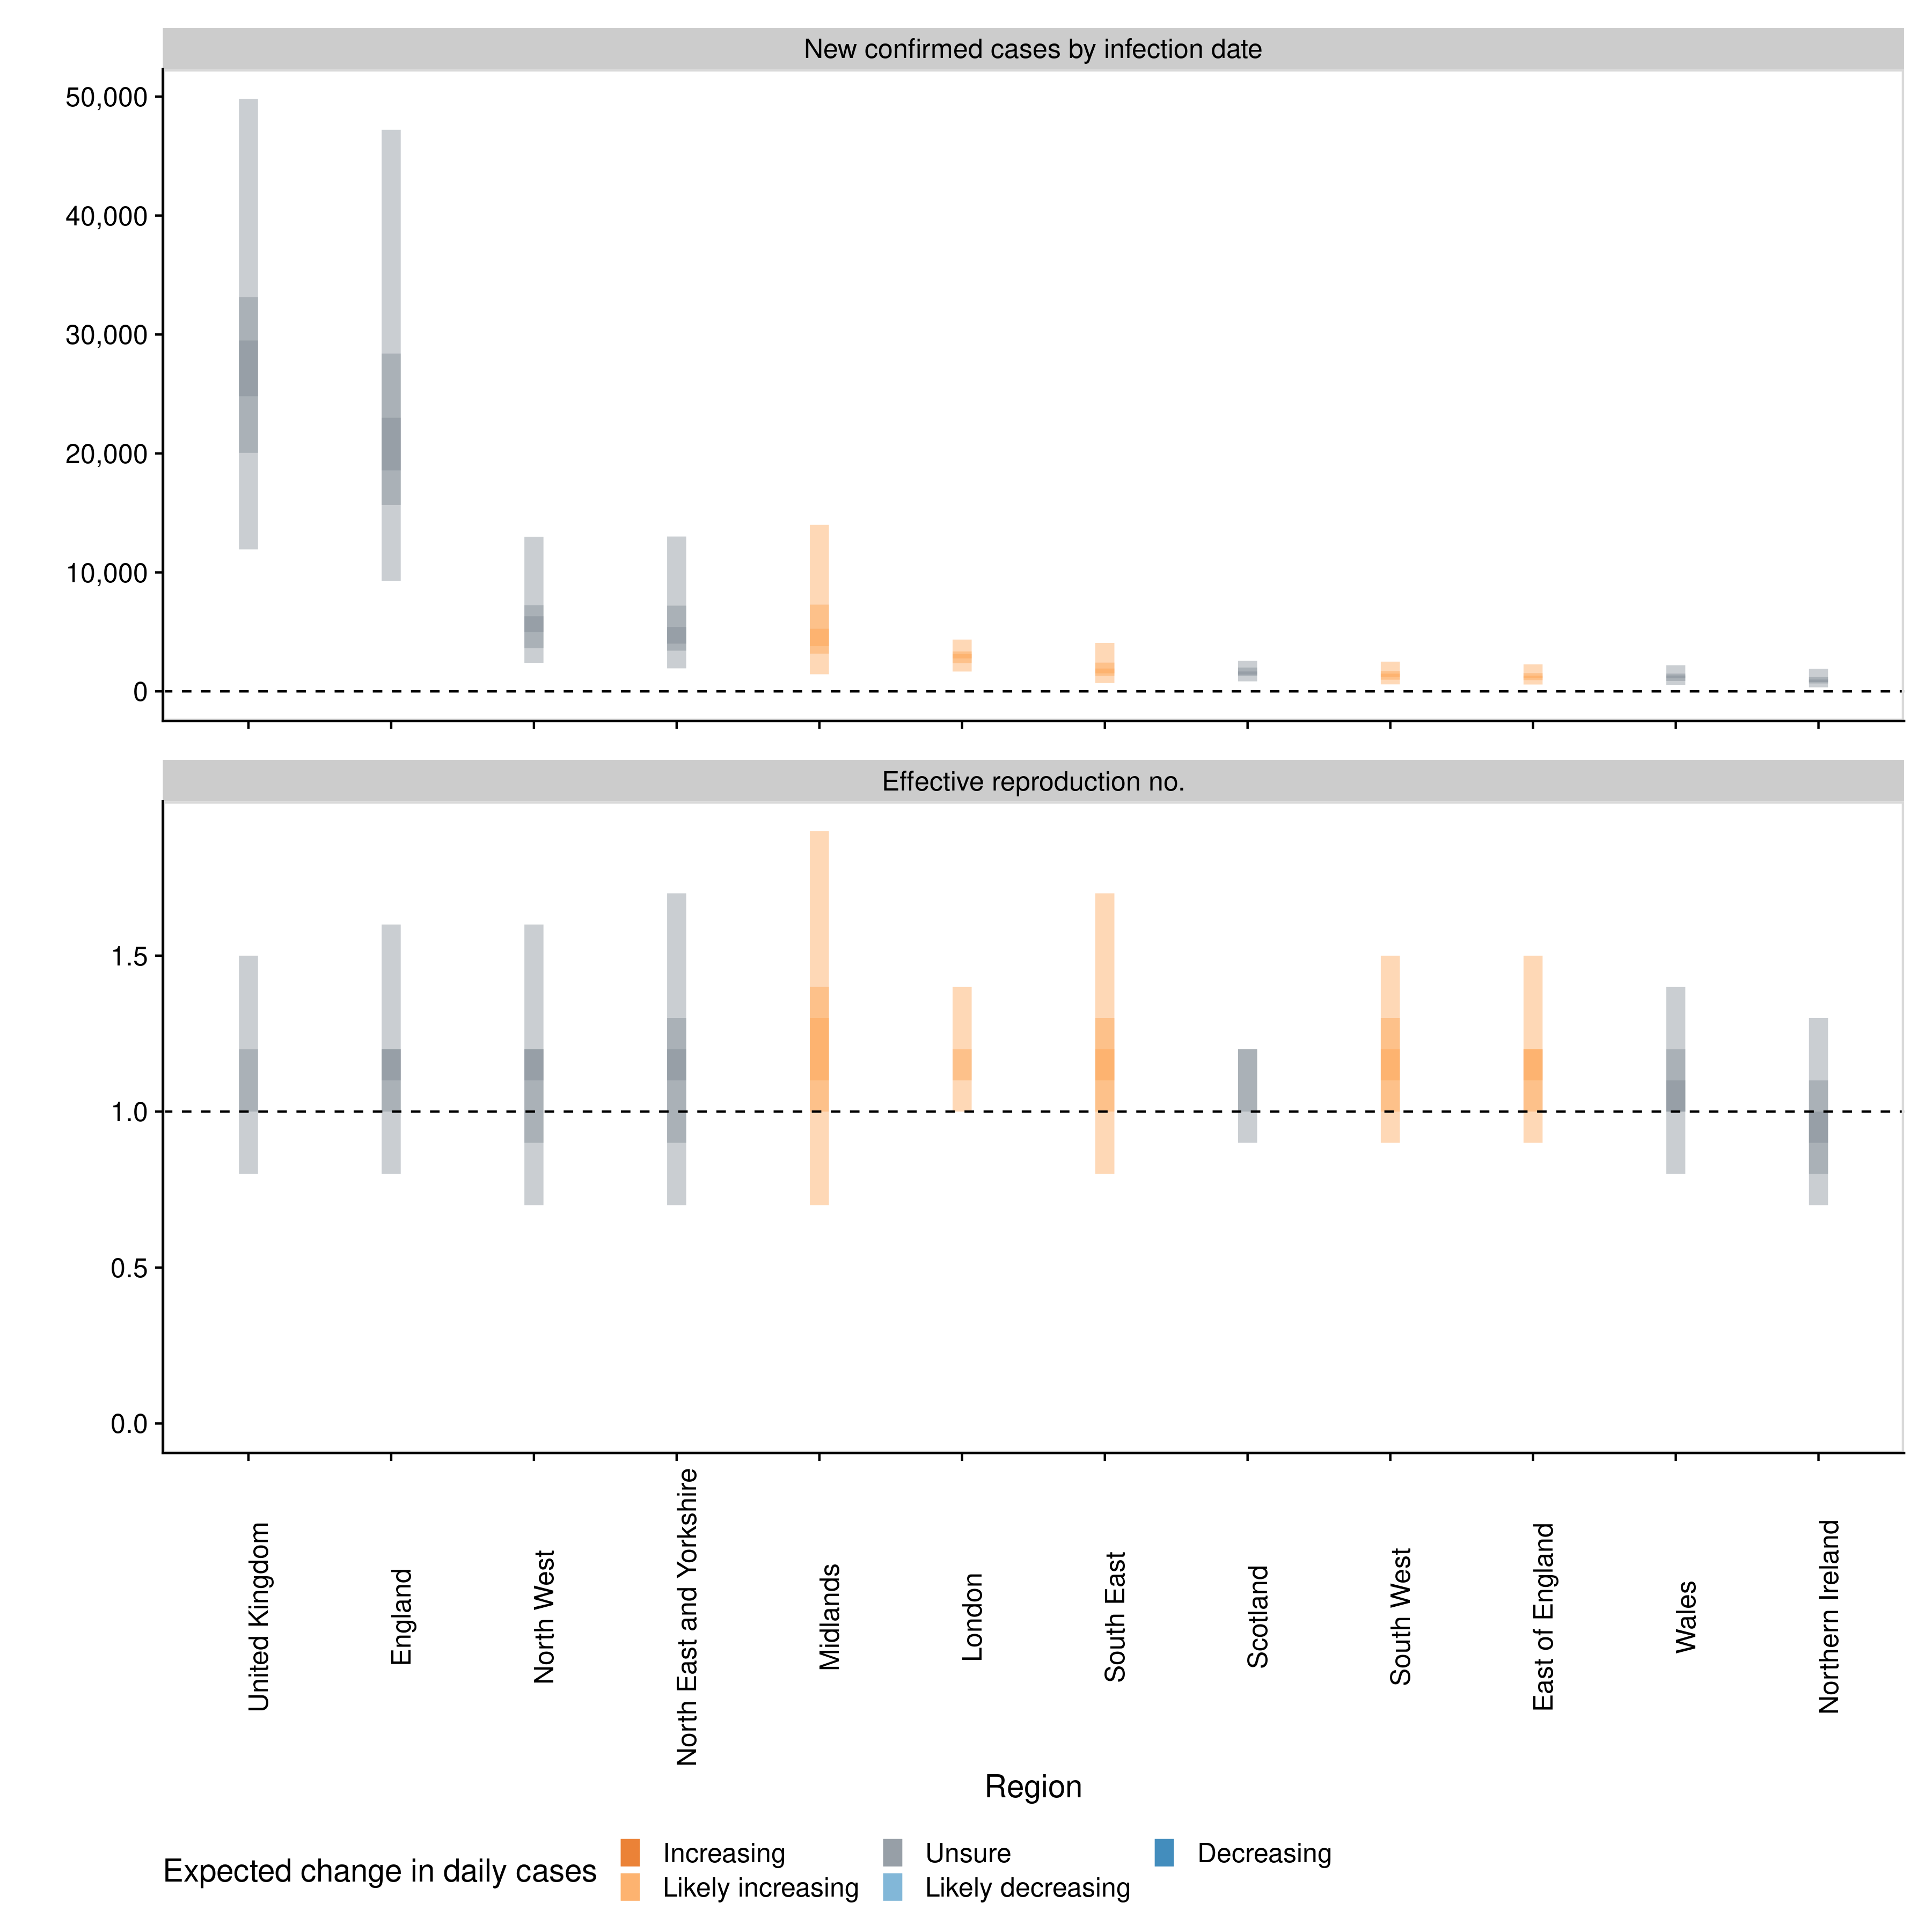 New confirmed cases by infection date
50,000
40,000
30,000
20,000
10,000
0
Effective reproduction no.
1.5
1.0
0.5
0.0
United Kingdom
England
North West
North East and Yorkshire
Midlands
London
South East
Scotland
South West
East of England
Wales
Northern Ireland
Region
Expected change in daily cases
Increasing
Likely increasing
Unsure
Likely decreasing
Decreasing